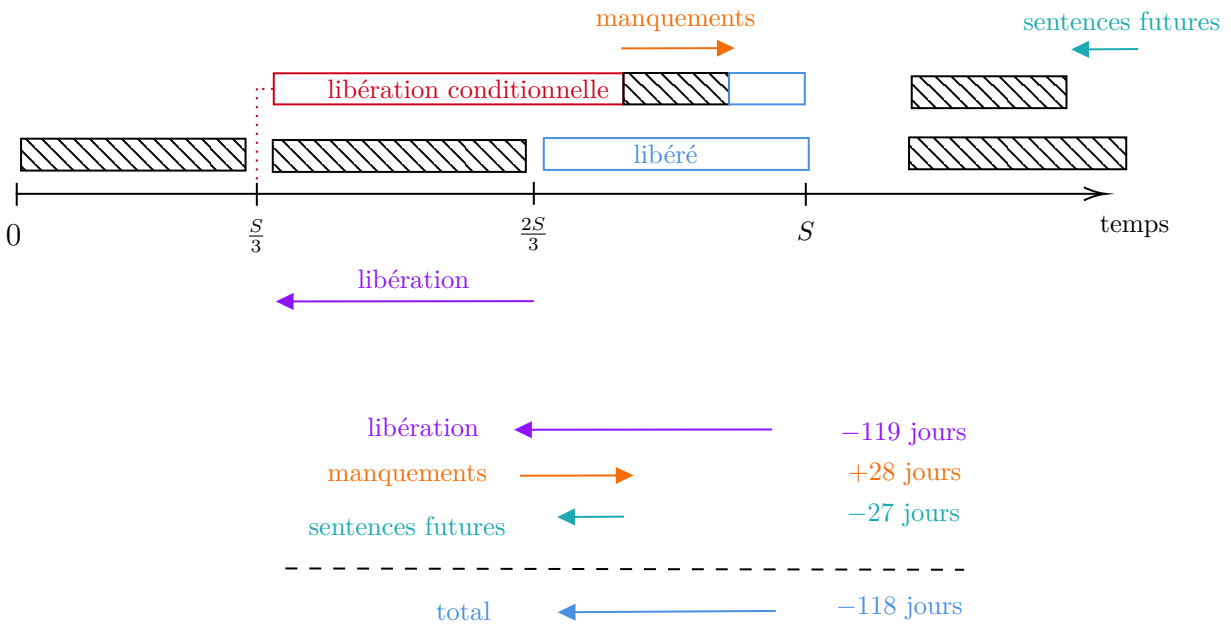 manquements
sentences futures
libération conditionnelle
libéré
0
S/3
2S/3
S
temps
libération
libération −119 jours
manquements +28 jours
sentences futures −27 jours
total −118 jours